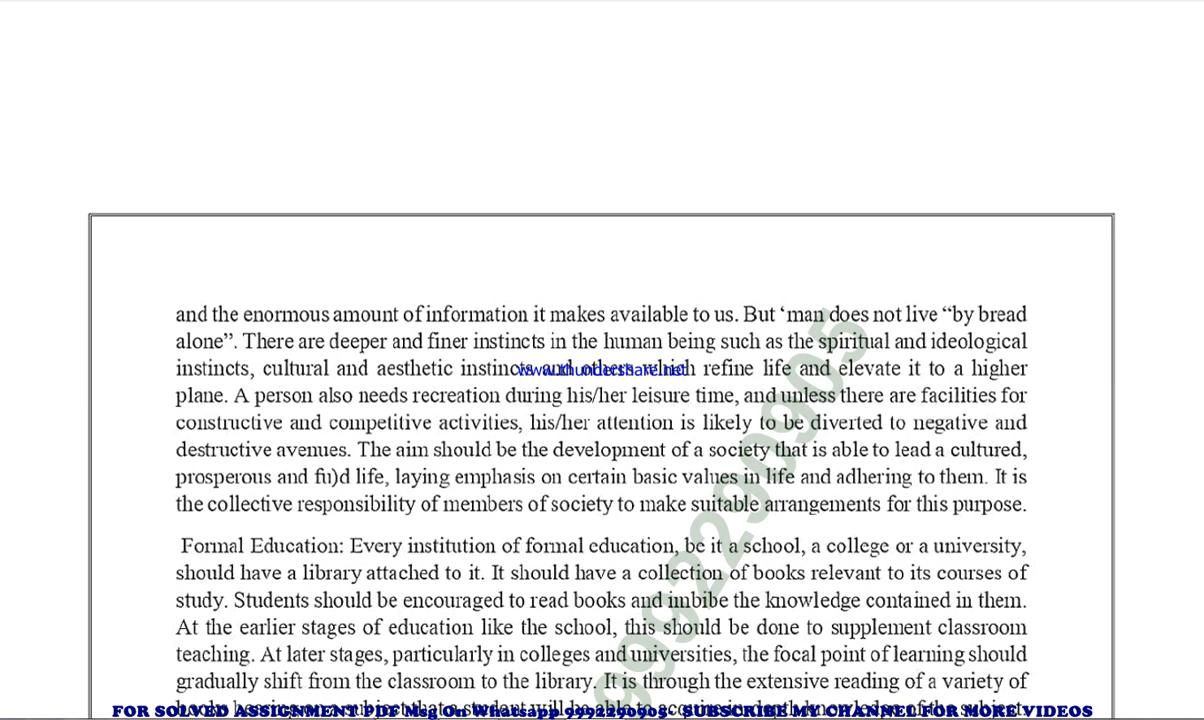 and the enormous amount of information it makes available to us. But ‘man does not live “by bread
alone”. There are deeper and finer instincts in the human being such as the spiritual and ideological
instincts, cultural and aesthetic instincts and others which refine life and elevate it to a higher
www.thundershare.net
plane. A person also needs recreation during his/her leisure time, and unless there are facilities for
constructive and competitive activities, his/her attention is likely to be diverted to negative and
destructive avenues. The aim should be the development of a society that is able to lead a cultured,
prosperous and fu)d life, laying emphasis on certain basic values in life and adhering to them. It is
the collective responsibility of members of society to make suitable arrangements for this purpose.
Formal Education: Every institution of formal education, be it a school, a college or a university,
should have a library attached to it. It should have a collection of books relevant to its courses of
study. Students should be encouraged to read books and imbibe the knowledge contained in them.
At the earlier stages of education like the school, this should be done to supplement classroom
teaching. At later stages, particularly in colleges and universities, the focal point of learning should
gradually shift from the classroom to the library. It is through the extensive reading of a variety of
9992290905
FOR SOLVED ASSIGNMENT PDF Msg On Whatsapp 9992290905- SUBSCRIBE MY CHANNEL FOR MORE VIDEOS